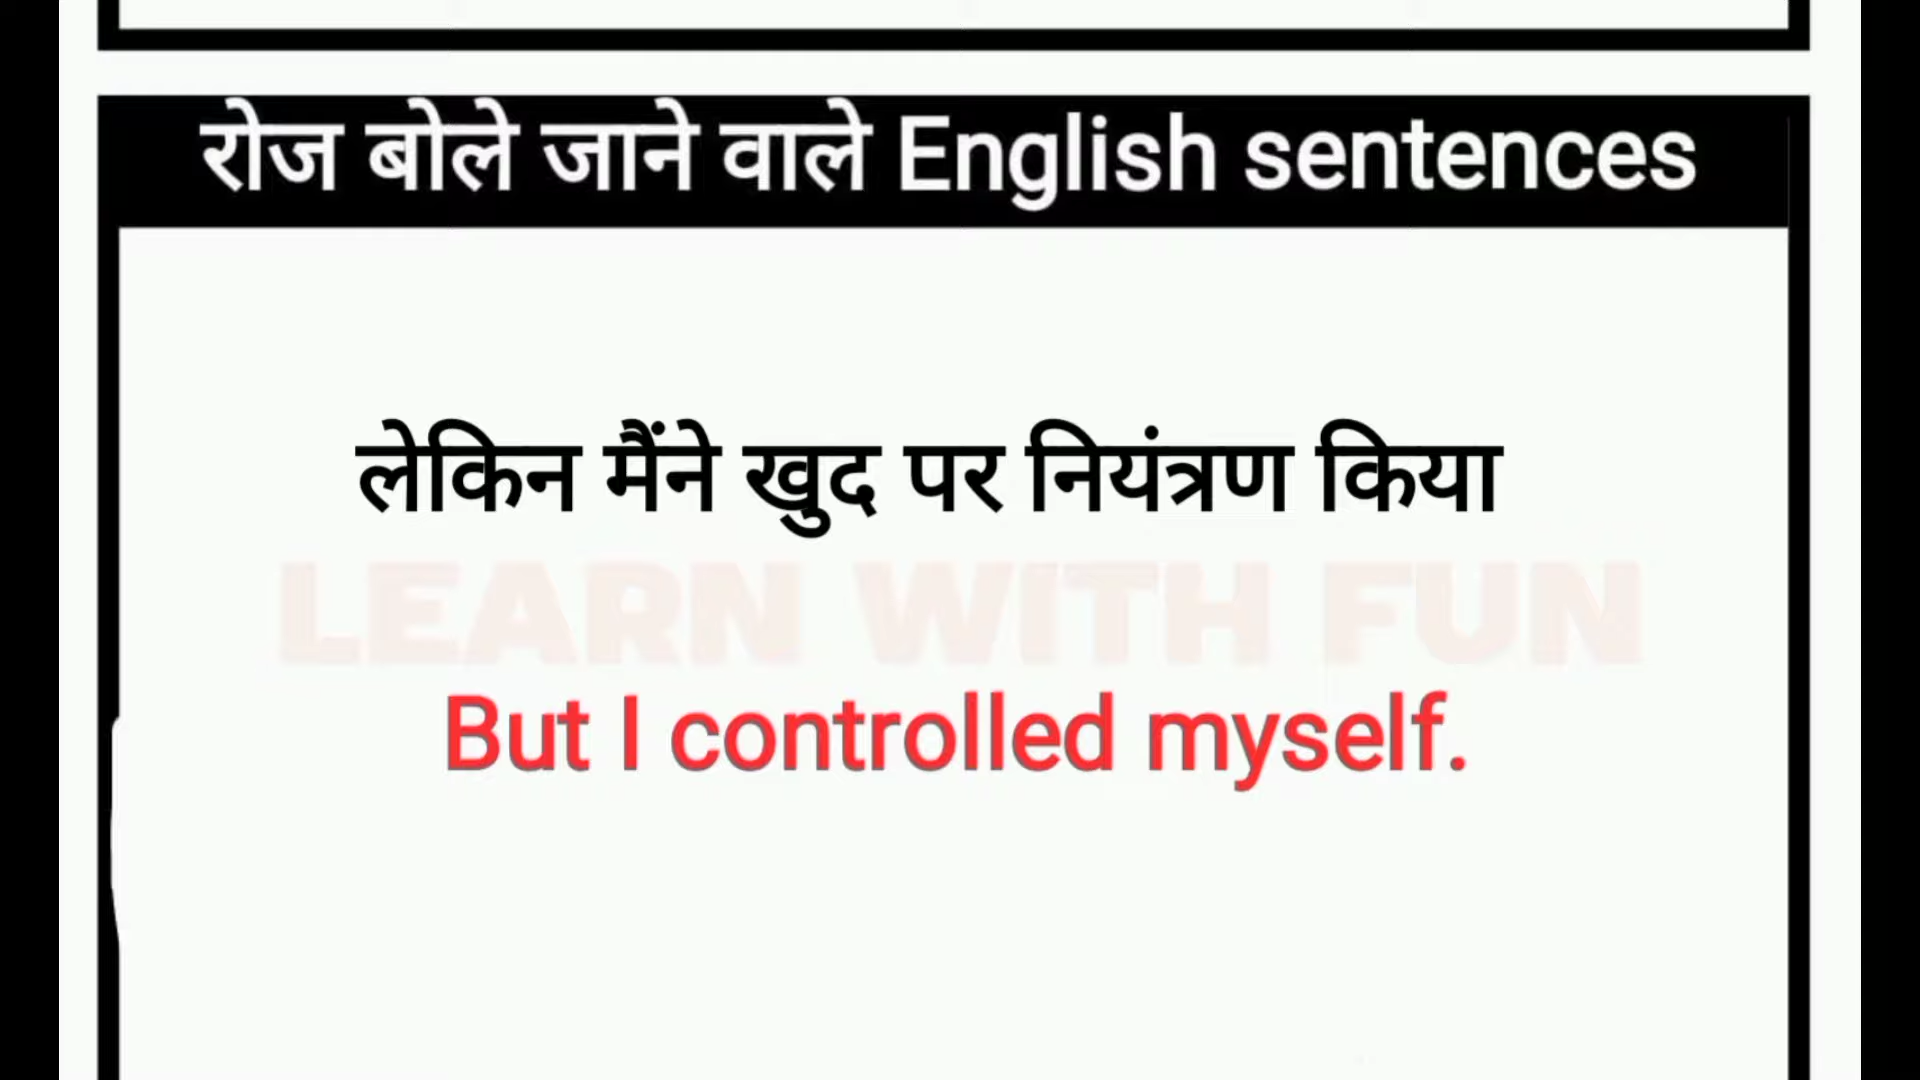 रोज बोले जाने वाले English sentences
लेकिन मैंने खुद पर नियंत्रण किया
LEARN WITH FUN
But I controlled myself.